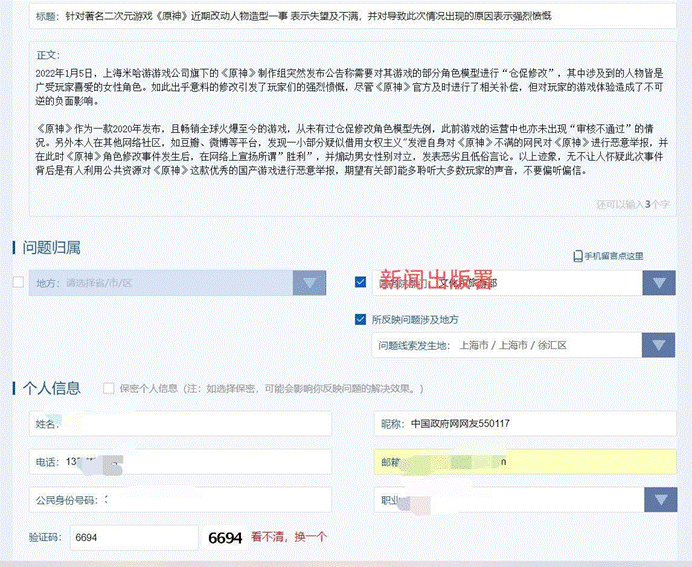 标题：针对著名二次元游戏《原神》近期改动人物造型一事 表示失望及不满，并对导致此次情况出现的原因表示强烈愤慨
正文：
2022年1月5日，上海米哈游游戏公司旗下的《原神》制作组突然发布公告称需要对其游戏的部分角色模型进行“仓促修改”，其中涉及到的人物皆是
广受玩家喜爱的女性角色。如此出乎意料的修改引发了玩家们的强烈愤慨，尽管《原神》官方及时进行了相关补偿，但对玩家的游戏体验造成了不可
逆的负面影响。
《原神》作为一款2020年发布，且畅销全球火爆至今的游戏，从未有过仓促修改角色模型先例，此前游戏的运营中也亦未出现“审核不通过”的情
况。另外本人在其他网络社区，如豆瓣、微博等平台，发现一小部分疑似借用女权主义“发泄自身对《原神》不满的网民对《原神》进行恶意举报，并
在此时《原神》角色修改事件发生后，在网络上宣扬所谓”胜利”，并煽动男女性别对立，发表恶劣且低俗言论。以上迹象，无不让人怀疑此次事件
背后是有人利用公共资源对《原神》这款优秀的国产游戏进行恶意举报，期望有关部]能多聆听大多数玩家的声音，不要偏听偏信。
还可以输入3个字
问题归属
手机留言点这里
地方：请选择省/市/区
新闻出版署
所反映问题涉及地方
问题线索发生地： 上海市 / 上海市 / 徐汇区
个人信息 保密个人信息（注：如选择保密，可能会影响你反映问题的解决效果。）
姓名：
昵称：中国政府网网友550117
电话：13
邮箱
公民身份号码：
职业
验证码： 6694 6694 看不清，换一个